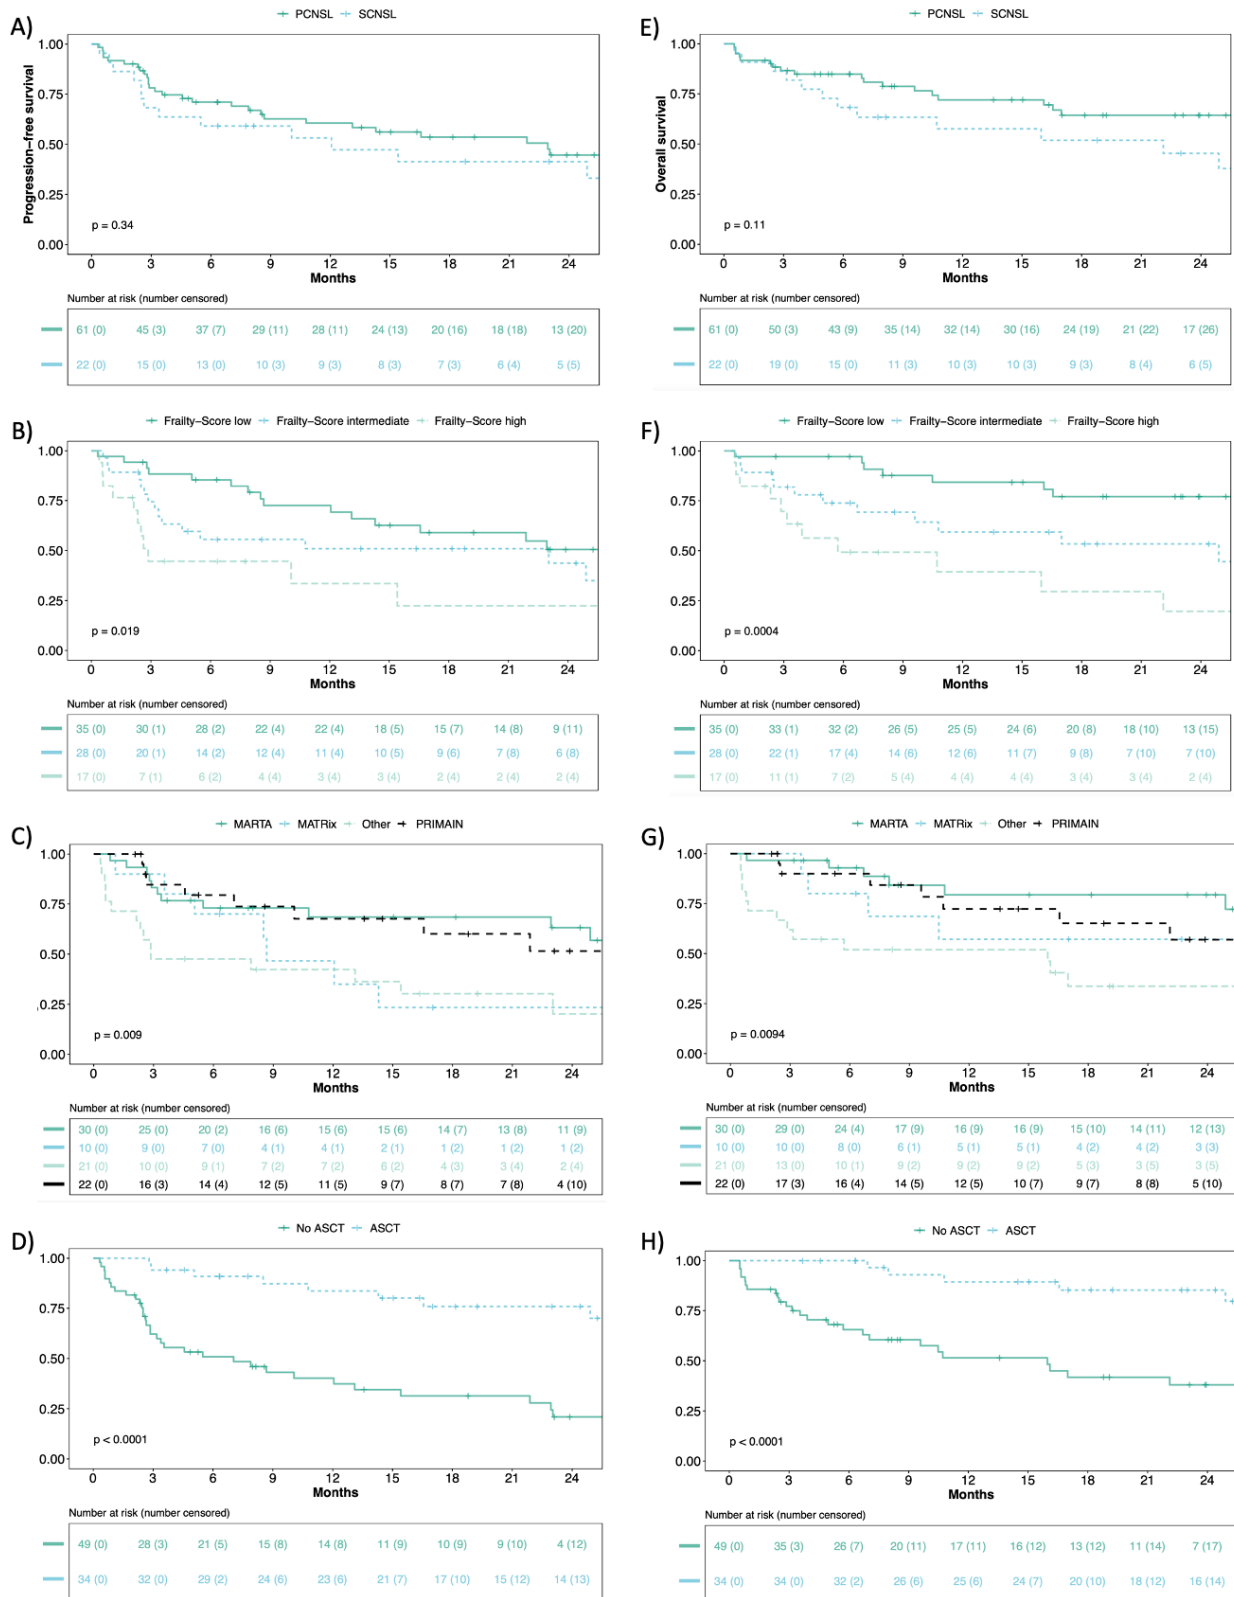 A)
PCNSL SCNSL
Progression–free survival
1.00
0.75
0.50
0.25
0.00
p = 0.34
0 3 6 9 12 15 18 21 24
Months
Number at risk (number censored)
61 (0) 45 (3) 37 (7) 29 (11) 28 (11) 24 (13) 20 (16) 18 (18) 13 (20)
22 (0) 15 (0) 13 (0) 10 (3) 9 (3) 8 (3) 7 (3) 6 (4) 5 (5)
E)
PCNSL SCNSL
Overall survival
1.00
0.75
0.50
0.25
0.00
p = 0.11
0 3 6 9 12 15 18 21 24
Months
Number at risk (number censored)
61 (0) 50 (3) 43 (9) 35 (14) 32 (14) 30 (16) 24 (19) 21 (22) 17 (26)
22 (0) 19 (0) 15 (0) 11 (3) 10 (3) 10 (3) 9 (3) 8 (4) 6 (5)
B)
Frailty–Score low Frailty–Score intermediate Frailty–Score high
1.00
0.75
0.50
0.25
0.00
p = 0.019
0 3 6 9 12 15 18 21 24
Months
Number at risk (number censored)
35 (0) 30 (1) 28 (2) 22 (4) 22 (4) 18 (5) 15 (7) 14 (8) 9 (11)
28 (0) 20 (1) 14 (2) 12 (4) 11 (4) 10 (5) 9 (6) 7 (8) 6 (8)
17 (0) 7 (1) 6 (2) 4 (4) 3 (4) 3 (4) 2 (4) 2 (4) 2 (4)
F)
Frailty–Score low Frailty–Score intermediate Frailty–Score high
1.00
0.75
0.50
0.25
0.00
p = 0.0004
0 3 6 9 12 15 18 21 24
Months
Number at risk (number censored)
35 (0) 33 (1) 32 (2) 26 (5) 25 (5) 24 (6) 20 (8) 18 (10) 13 (15)
28 (0) 22 (1) 17 (4) 14 (6) 12 (6) 11 (7) 9 (8) 7 (10) 7 (10)
17 (0) 11 (1) 7 (2) 5 (4) 4 (4) 4 (4) 3 (4) 3 (4) 2 (4)
C)
MARTA MATRix Other PRIMAIN
1.00
0.75
0.50
0.25
0.00
p = 0.009
0 3 6 9 12 15 18 21 24
Months
Number at risk (number censored)
30 (0) 25 (0) 20 (2) 16 (6) 15 (6) 15 (6) 14 (7) 13 (8) 11 (9)
10 (0) 9 (0) 7 (0) 4 (1) 4 (1) 2 (1) 1 (2) 1 (2) 1 (2)
21 (0) 10 (0) 9 (1) 7 (2) 7 (2) 6 (2) 4 (3) 3 (4) 2 (4)
22 (0) 16 (3) 14 (4) 12 (5) 11 (5) 9 (7) 8 (7) 7 (8) 4 (10)
G)
MARTA MATRix Other PRIMAIN
1.00
0.75
0.50
0.25
0.00
p = 0.0094
0 3 6 9 12 15 18 21 24
Months
Number at risk (number censored)
30 (0) 29 (0) 24 (4) 17 (9) 16 (9) 16 (9) 15 (10) 14 (11) 12 (13)
10 (0) 10 (0) 8 (0) 6 (1) 5 (1) 5 (1) 4 (2) 4 (2) 3 (3)
21 (0) 13 (0) 10 (1) 9 (2) 9 (2) 9 (2) 5 (3) 3 (5) 3 (5)
22 (0) 17 (3) 16 (4) 14 (5) 12 (5) 10 (7) 9 (7) 8 (8) 5 (10)
D)
No ASCT ASCT
1.00
0.75
0.50
0.25
0.00
p < 0.0001
0 3 6 9 12 15 18 21 24
Months
Number at risk (number censored)
49 (0) 28 (3) 21 (5) 15 (8) 14 (8) 11 (9) 10 (9) 9 (10) 4 (12)
34 (0) 32 (0) 29 (2) 24 (6) 23 (6) 21 (7) 17 (10) 15 (12) 14 (13)
H)
No ASCT ASCT
1.00
0.75
0.50
0.25
0.00
p < 0.0001
0 3 6 9 12 15 18 21 24
Months
Number at risk (number censored)
49 (0) 35 (3) 26 (7) 20 (11) 17 (11) 16 (12) 13 (12) 11 (14) 7 (17)
34 (0) 34 (0) 32 (2) 26 (6) 25 (6) 24 (7) 20 (10) 18 (12) 16 (14)